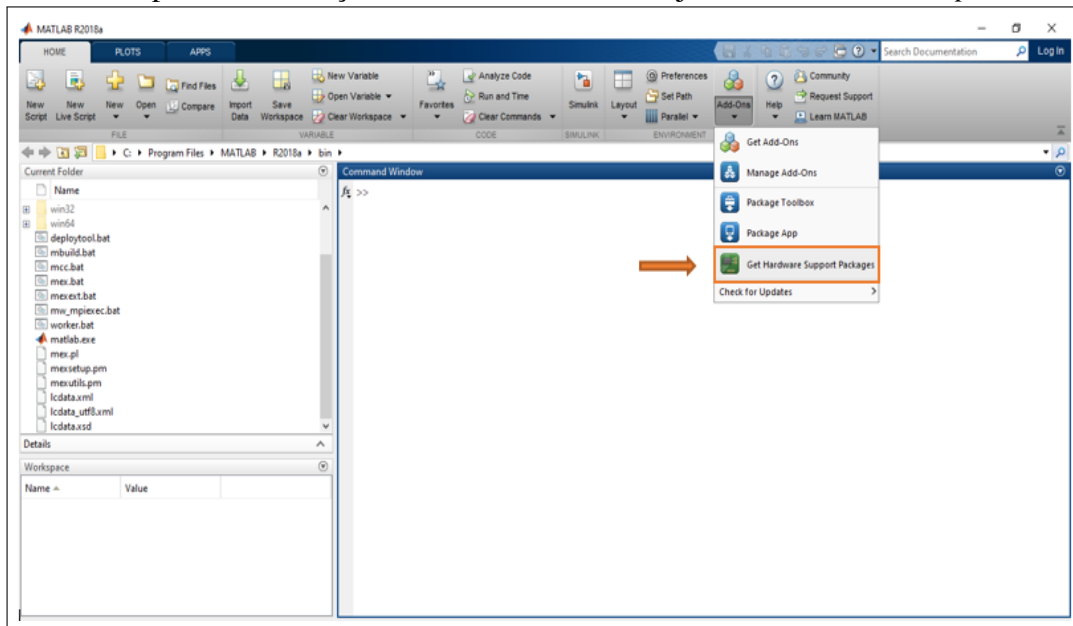 MATLAB R2018a
HOME PLOTS APPS
Search Documentation
Log In
New Script
New Live Script
New
Open
Find Files
Compare
Import Data
Save Workspace
New Variable
Open Variable
Clear Workspace
Favorites
Analyze Code
Run and Time
Clear Commands
Simulink
Layout
Preferences
Set Path
Parallel
Add-Ons
Help
Community
Request Support
Learn MATLAB
FILE VARIABLE CODE SIMULINK ENVIRONMENT
C: Program Files MATLAB R2018a bin
Current Folder
Name
win32
win64
deploytool.bat
mbuild.bat
mcc.bat
mex.bat
mexext.bat
mw_mpiexec.bat
worker.bat
matlab.exe
mex.pl
mexsetup.pm
mexutils.pm
lcdata.xml
lcdata_utf8.xml
lcdata.xsd
Details
Workspace
Name Value
Command Window
fx >>
Get Add-Ons
Manage Add-Ons
Package Toolbox
Package App
Get Hardware Support Packages
Check for Updates